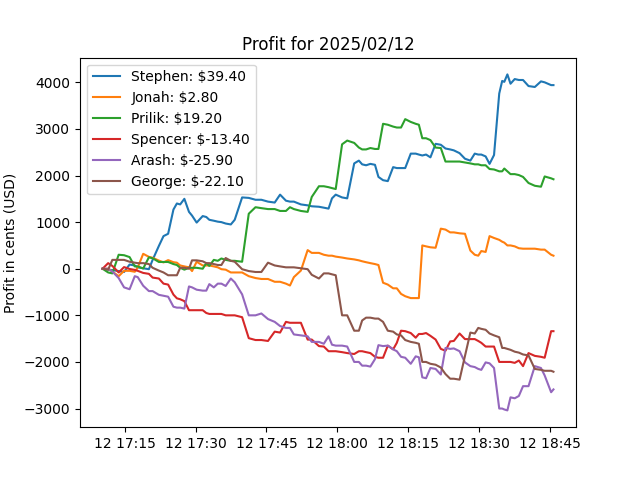 Profit for 2025/02/12
Stephen: $39.40
Jonah: $2.80
Prilik: $19.20
Spencer: $-13.40
Arash: $-25.90
George: $-22.10
Profit in cents (USD)
4000
3000
2000
1000
0
−1000
−2000
−3000
12 17:15 12 17:30 12 17:45 12 18:00 12 18:15 12 18:30 12 18:45